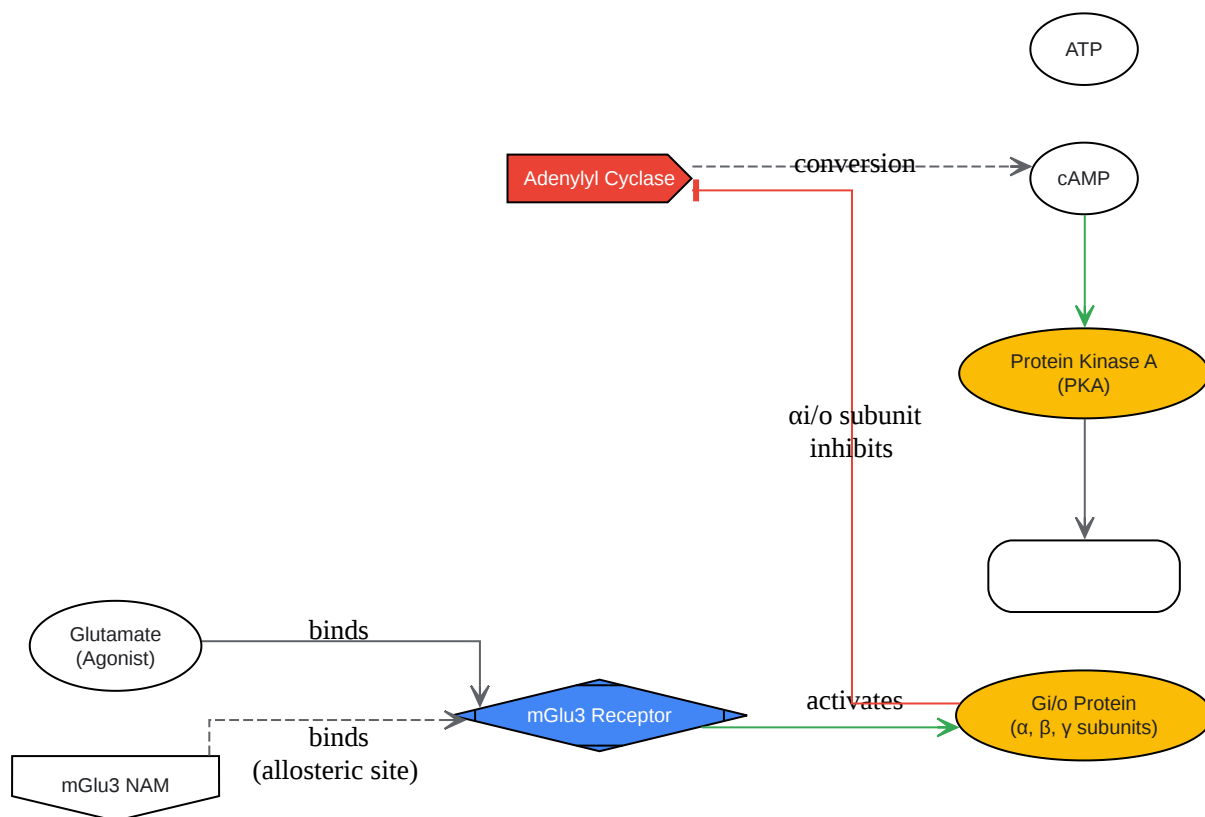 ATP
conversion
Adenylyl Cyclase
cAMP
Protein Kinase A
(PKA)
αi/o subunit
inhibits
Glutamate
(Agonist)
binds
activates
mGlu3 Receptor
Gi/o Protein
(α, β, γ subunits)
binds
(allosteric site)
mGlu3 NAM